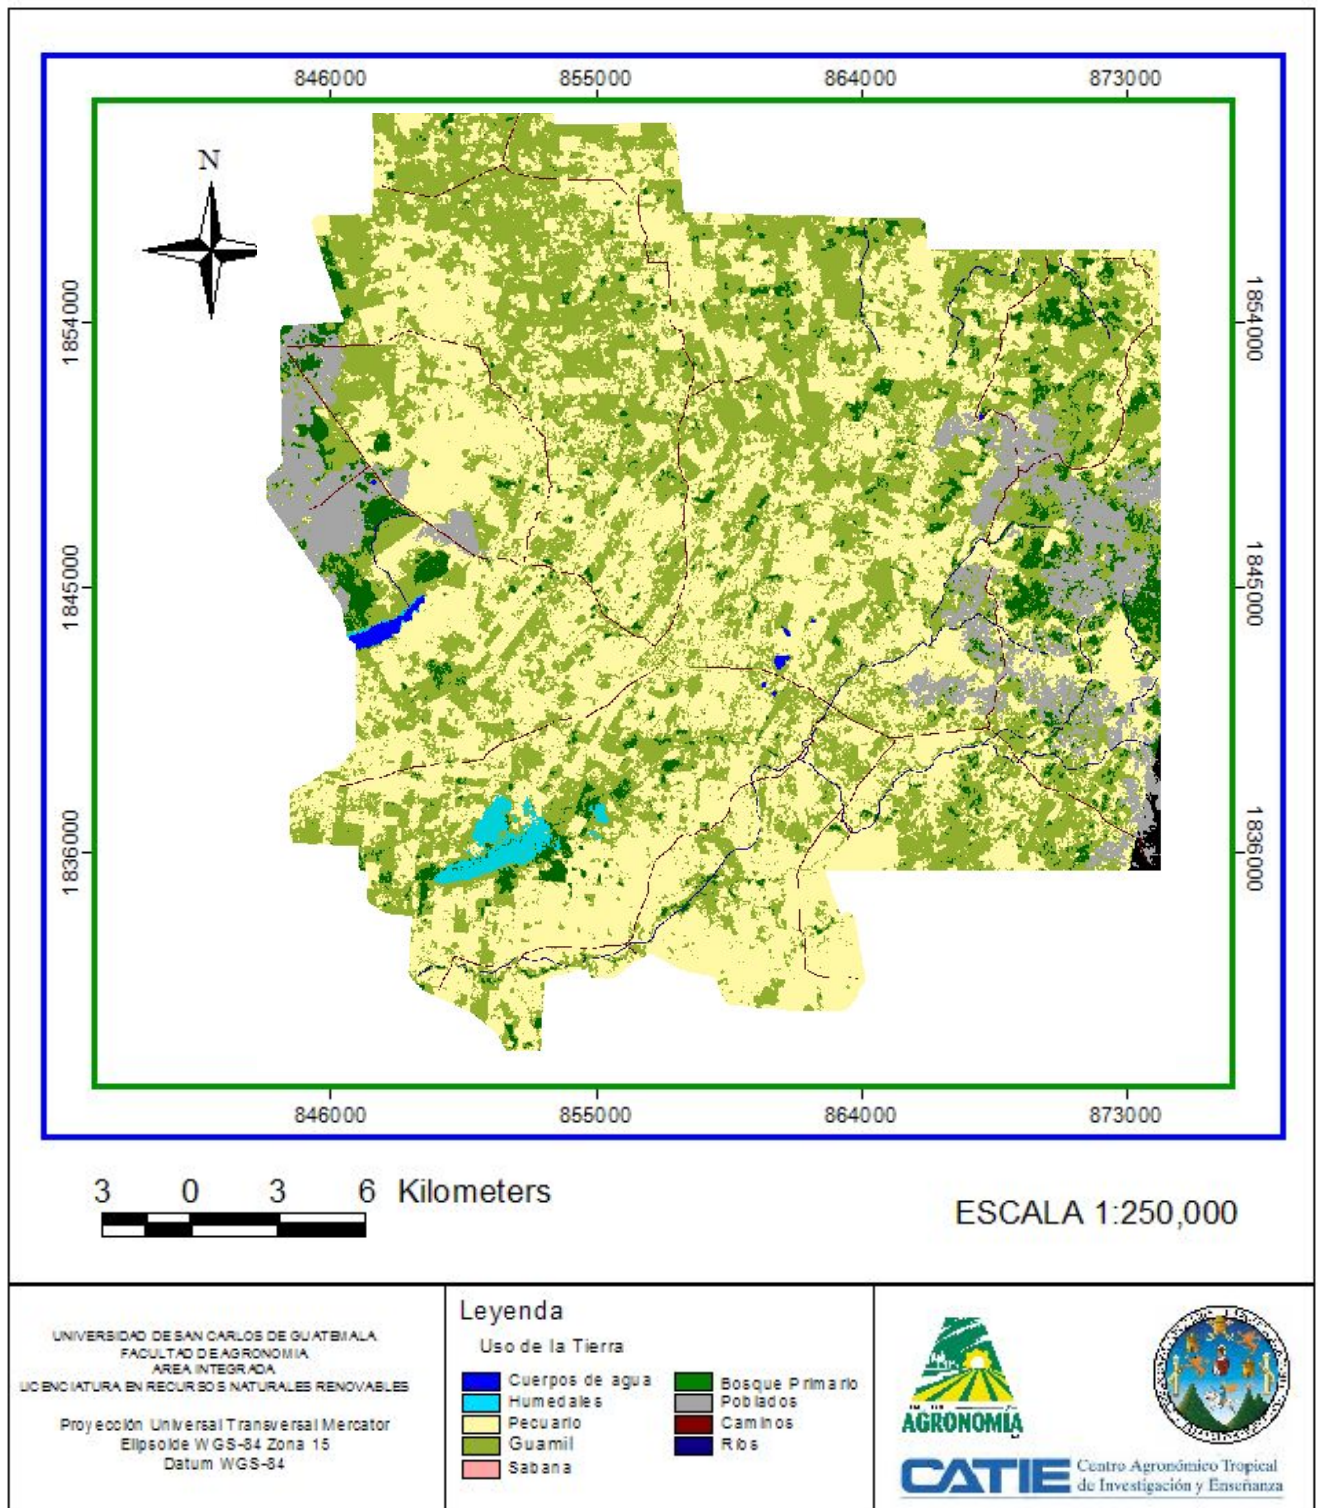 846000 855000 864000 873000
N
1854000
1845000
1836000
1854000
1845000
1836000
846000 855000 864000 873000
3 0 3 6 Kilometers
ESCALA 1:250,000
UNIVERSIDAD DE SAN CARLOS DE GUATEMALA
FACULTAD DE AGRONOMIA
AREA INTEGRADA
LICENCIATURA EN RECURSOS NATURALES RENOVABLES
Proyección Universal Transversal Mercator
Elipsoide WGS-84 Zona 15
Datum WGS-84
Leyenda
Uso de la Tierra
Cuerpos de agua
Humedales
Pecuario
Guamil
Sabana
Bosque Primario
Poblados
Caminos
Ríos
AGRONOMIA
CATIE Centro Agronómico Tropical
de Investigación y Enseñanza